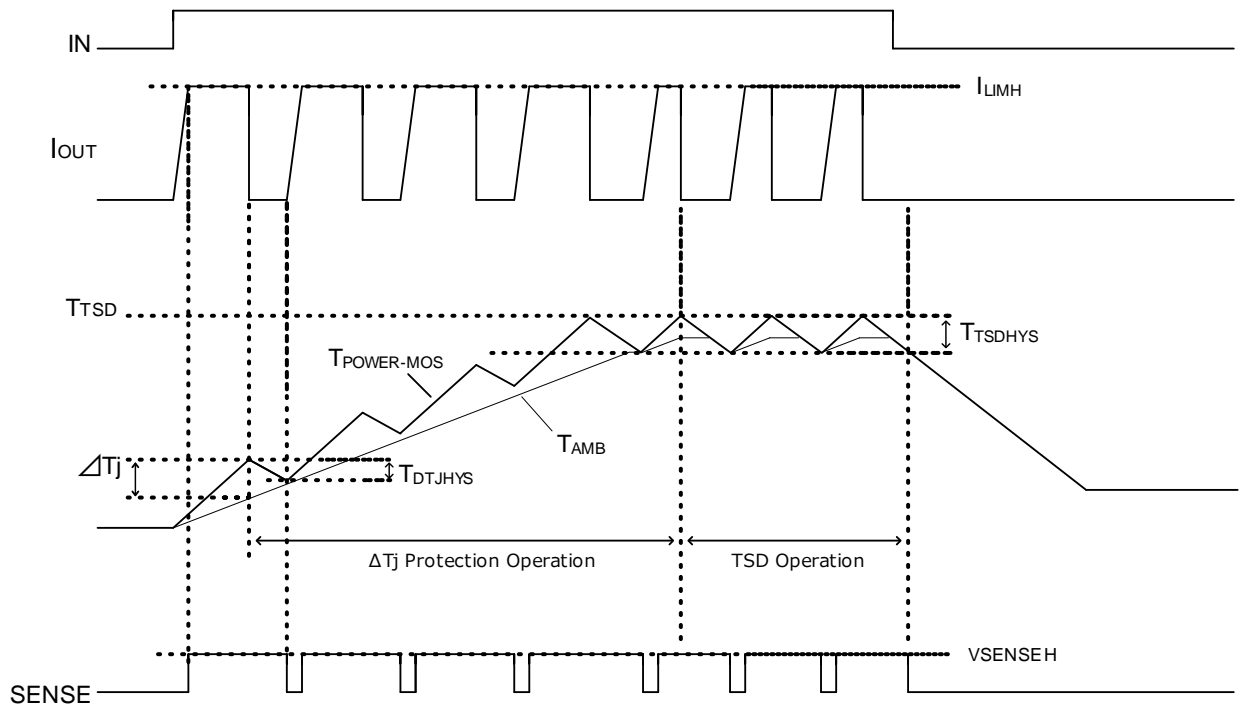 IN
ILIMH
IOUT
TTSD
TTSDHYS
TPOWER-MOS
TAMB
⊿Tj
TDTJHYS
ΔTj Protection Operation
TSD Operation
VSENSEH
SENSE